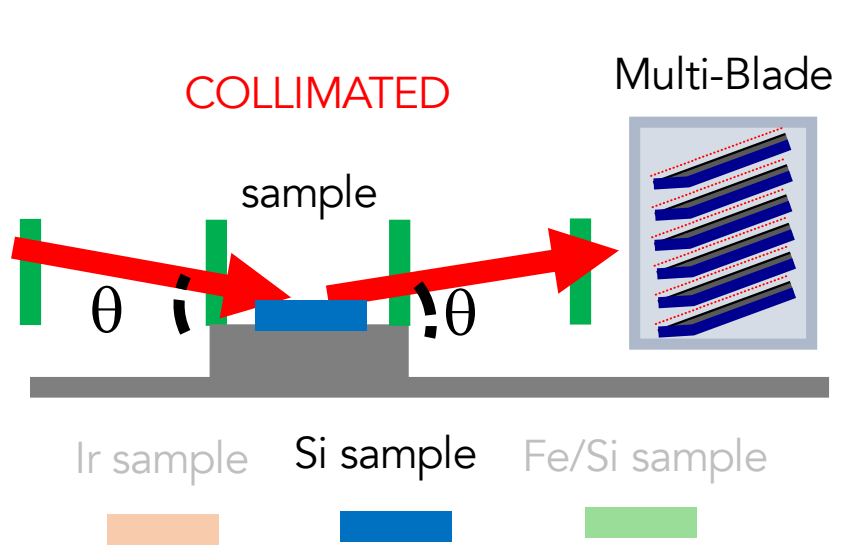 Multi-Blade
COLLIMATED
sample
θ
θ
Ir sample
Si sample
Fe/Si sample